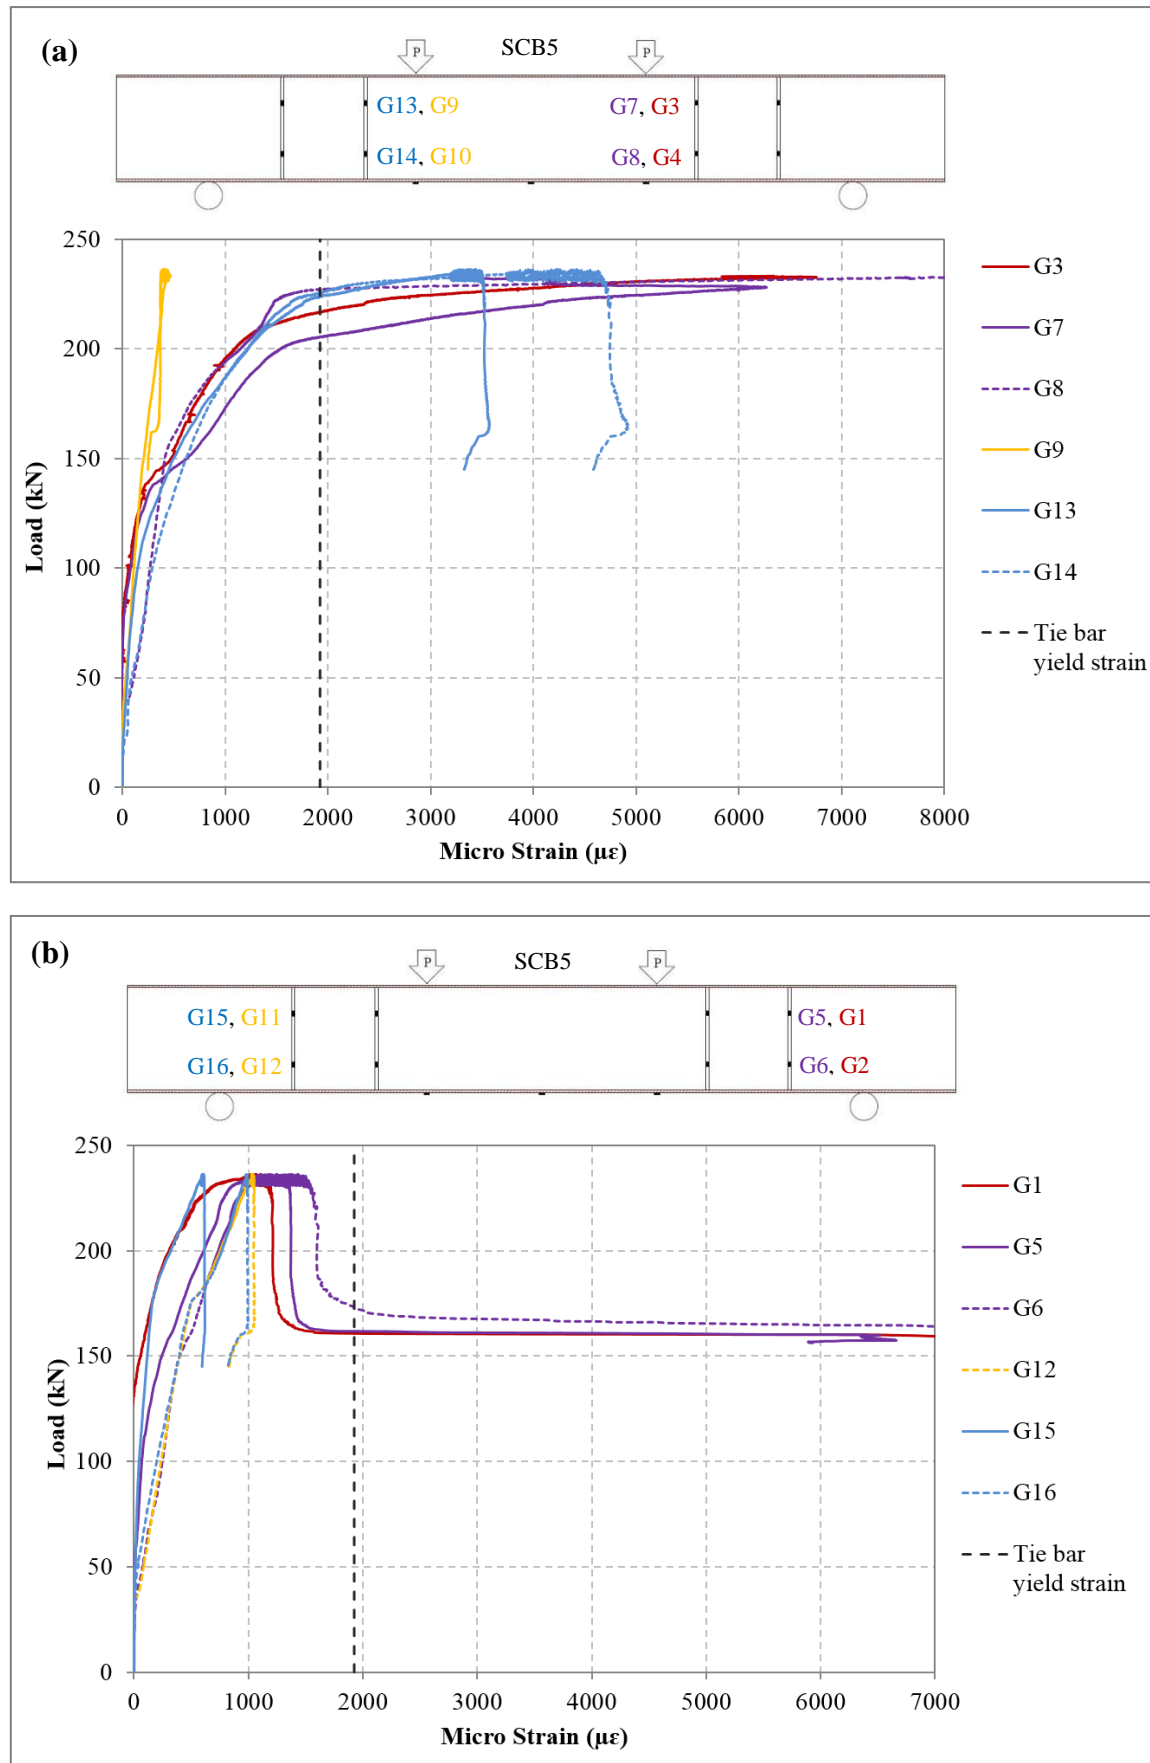 (a)
SCB5
P
P
G13, G9
G7, G3
G14, G10
G8, G4
250
200
150
100
50
0
Load (kN)
0 1000 2000 3000 4000 5000 6000 7000 8000
Micro Strain (με)
G3
G7
G8
G9
G13
G14
Tie bar
yield strain
(b)
SCB5
P
P
G15, G11
G5, G1
G16, G12
G6, G2
250
200
150
100
50
0
Load (kN)
0 1000 2000 3000 4000 5000 6000 7000
Micro Strain (με)
G1
G5
G6
G12
G15
G16
Tie bar
yield strain